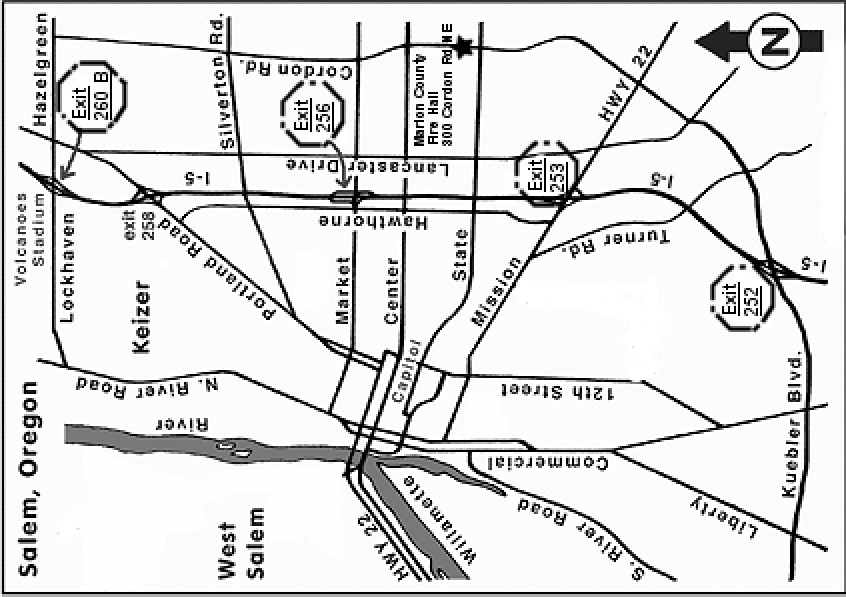 Salem, Oregon
Volcanoes
Stadium
Hazelgreen
Exit
260 B
Silverton Rd.
Cordon Rd.
Exit
256
Marion County
Fire Hall
300 Cordon Rd NE
HWY 22
N
Lancaster Drive
I-5
Exit
253
I-5
exit
258
Hawthorne
Lockhaven
Portland Road
Keizer
Market
Center
State
Mission
Turner Rd.
Exit
252
I-5
Capitol
N. River Road
12th Street
River
Commercial
Kuebler Blvd.
West
Salem
HWY 22
Willamette
S. River Road
Liberty